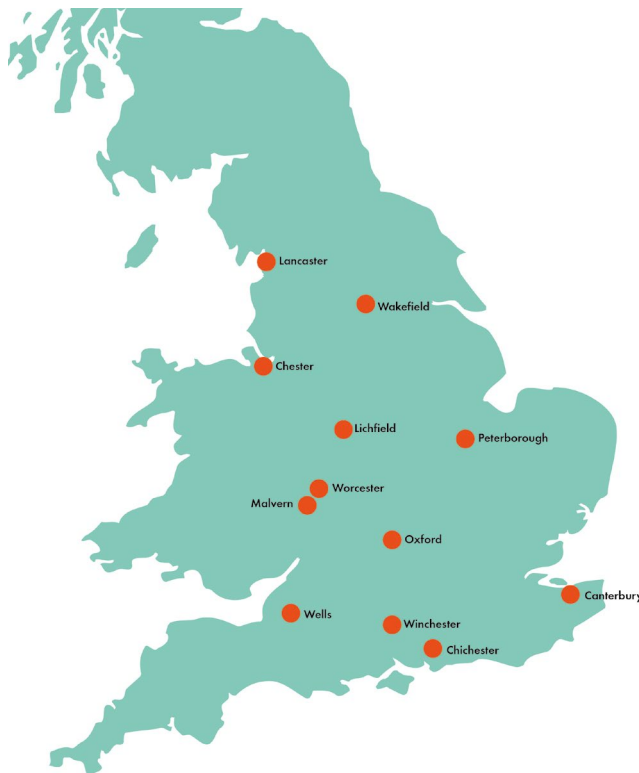 Lancaster
Wakefield
Chester
Lichfield
Peterborough
Worcester
Malvern
Oxford
Canterbury
Wells
Winchester
Chichester